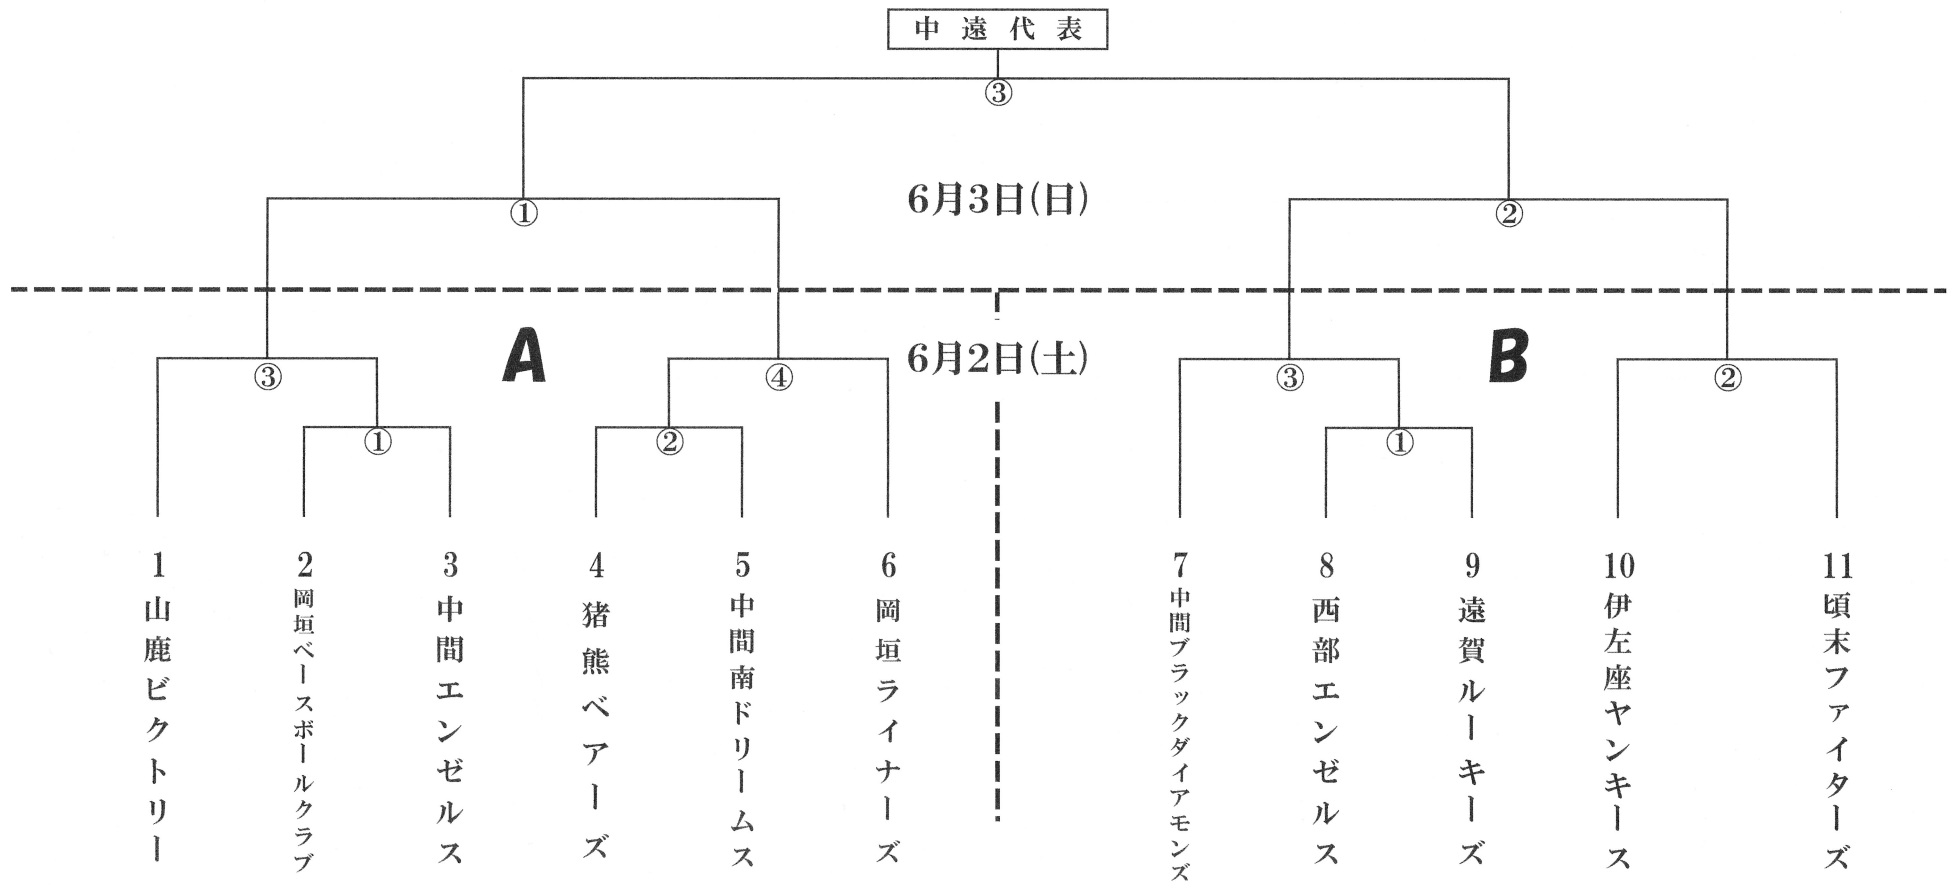 中遠代表
③
6月3日(日)
①
②
A
6月2日(土)
B
③
④
③
②
①
②
①
1 山鹿ビクトリー
2 岡垣ベースボールクラブ
3 中間エンゼルス
4 猪熊ベアーズ
5 中間南ドリームス
6 岡垣ライナーズ
7 中間ブラックダイアモンズ
8 西部エンゼルス
9 遠賀ルーキーズ
10 伊左座ヤンキース
11 頃末ファイターズ